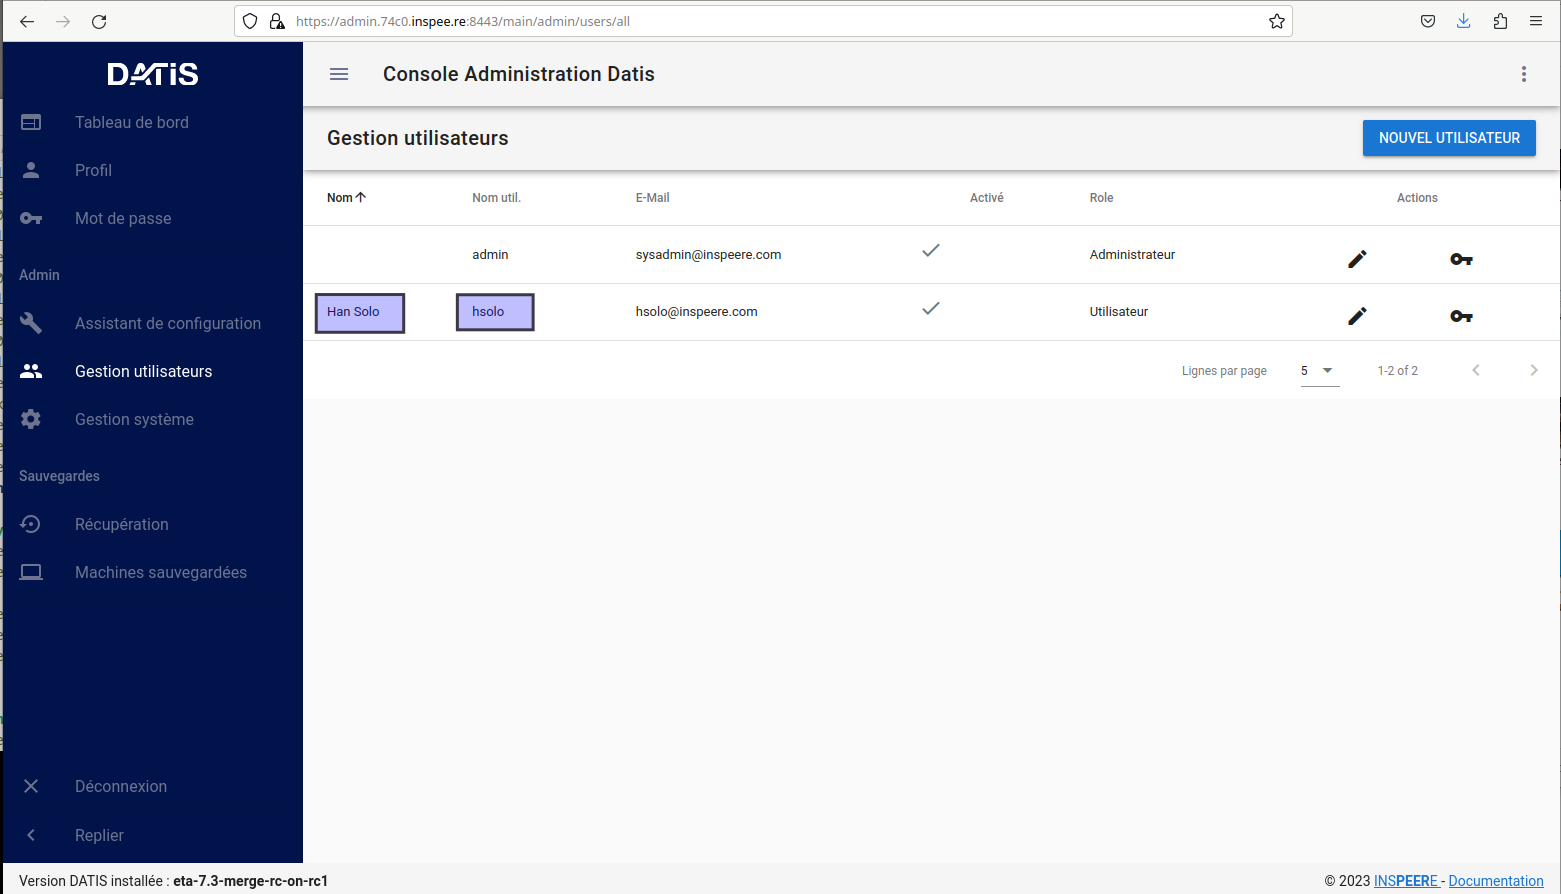 https://admin.74c0.inspee.re:8443/main/admin/users/all
DATIS
Console Administration Datis
Tableau de bord
Profil
Mot de passe
Admin
Assistant de configuration
Gestion utilisateurs
Gestion système
Sauvegardes
Récupération
Machines sauvegardées
Déconnexion
Replier
Gestion utilisateurs
NOUVEL UTILISATEUR
Nom Nom util. E-Mail Activé Role Actions
admin sysadmin@inspeere.com Administrateur
Han Solo hsolo hsolo@inspeere.com Utilisateur
Lignes par page 5 1-2 of 2
Version DATIS installée : eta-7.3-merge-rc-on-rc1
© 2023 INSPEERE - Documentation